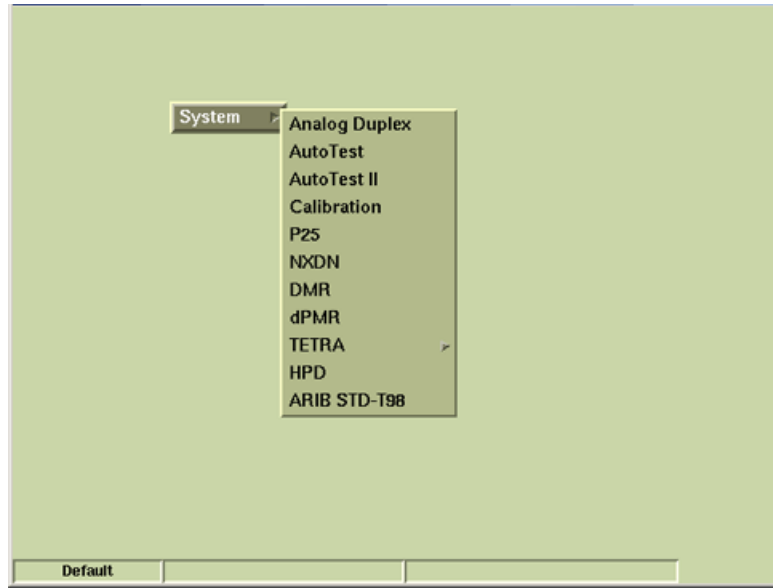 System
Analog Duplex
AutoTest
AutoTest II
Calibration
P25
NXDN
DMR
dPMR
TETRA
HPD
ARIB STD-T98
Default